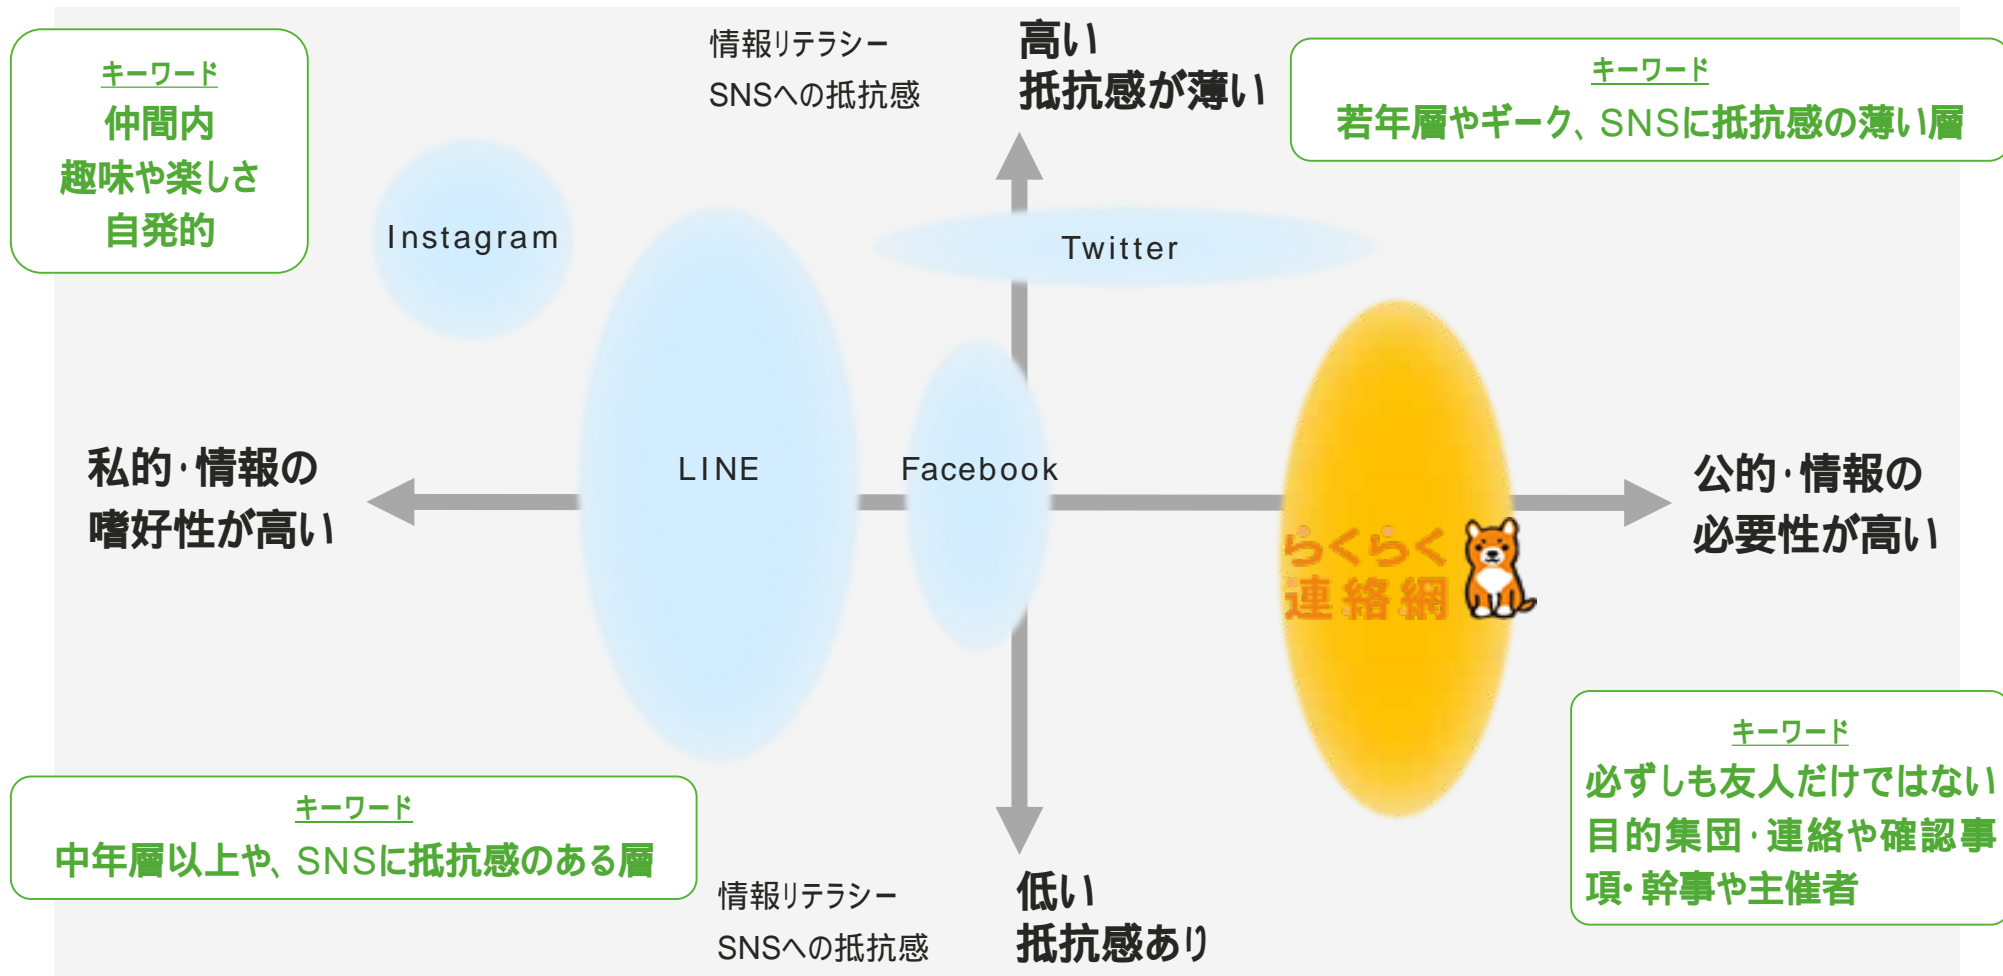 情報リテラシー
SNSへの抵抗感
高い
抵抗感が薄い
キーワード
仲間内
趣味や楽しさ
自発的
キーワード
若年層やギーク、SNSに抵抗感の薄い層
Instagram
Twitter
LINE
Facebook
私的・情報の
嗜好性が高い
公的・情報の
必要性が高い
らくらく
連絡網
キーワード
中年層以上や、SNSに抵抗感のある層
キーワード
必ずしも友人だけではない
目的集団・連絡や確認事
項・幹事や主催者
情報リテラシー
SNSへの抵抗感
低い
抵抗感あり